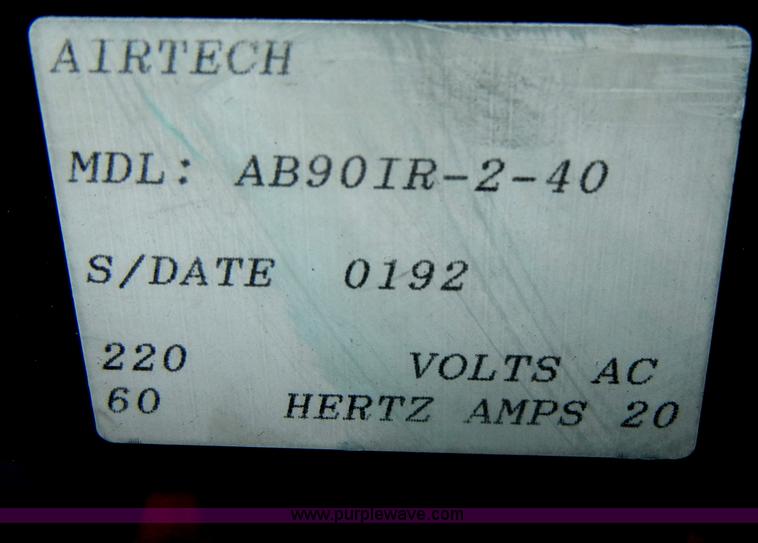 AIRTECH
MDL: AB90IR-2-40
S/DATE 0192
220 VOLTS AC
60 HERTZ AMPS 20
www.purplewave.com